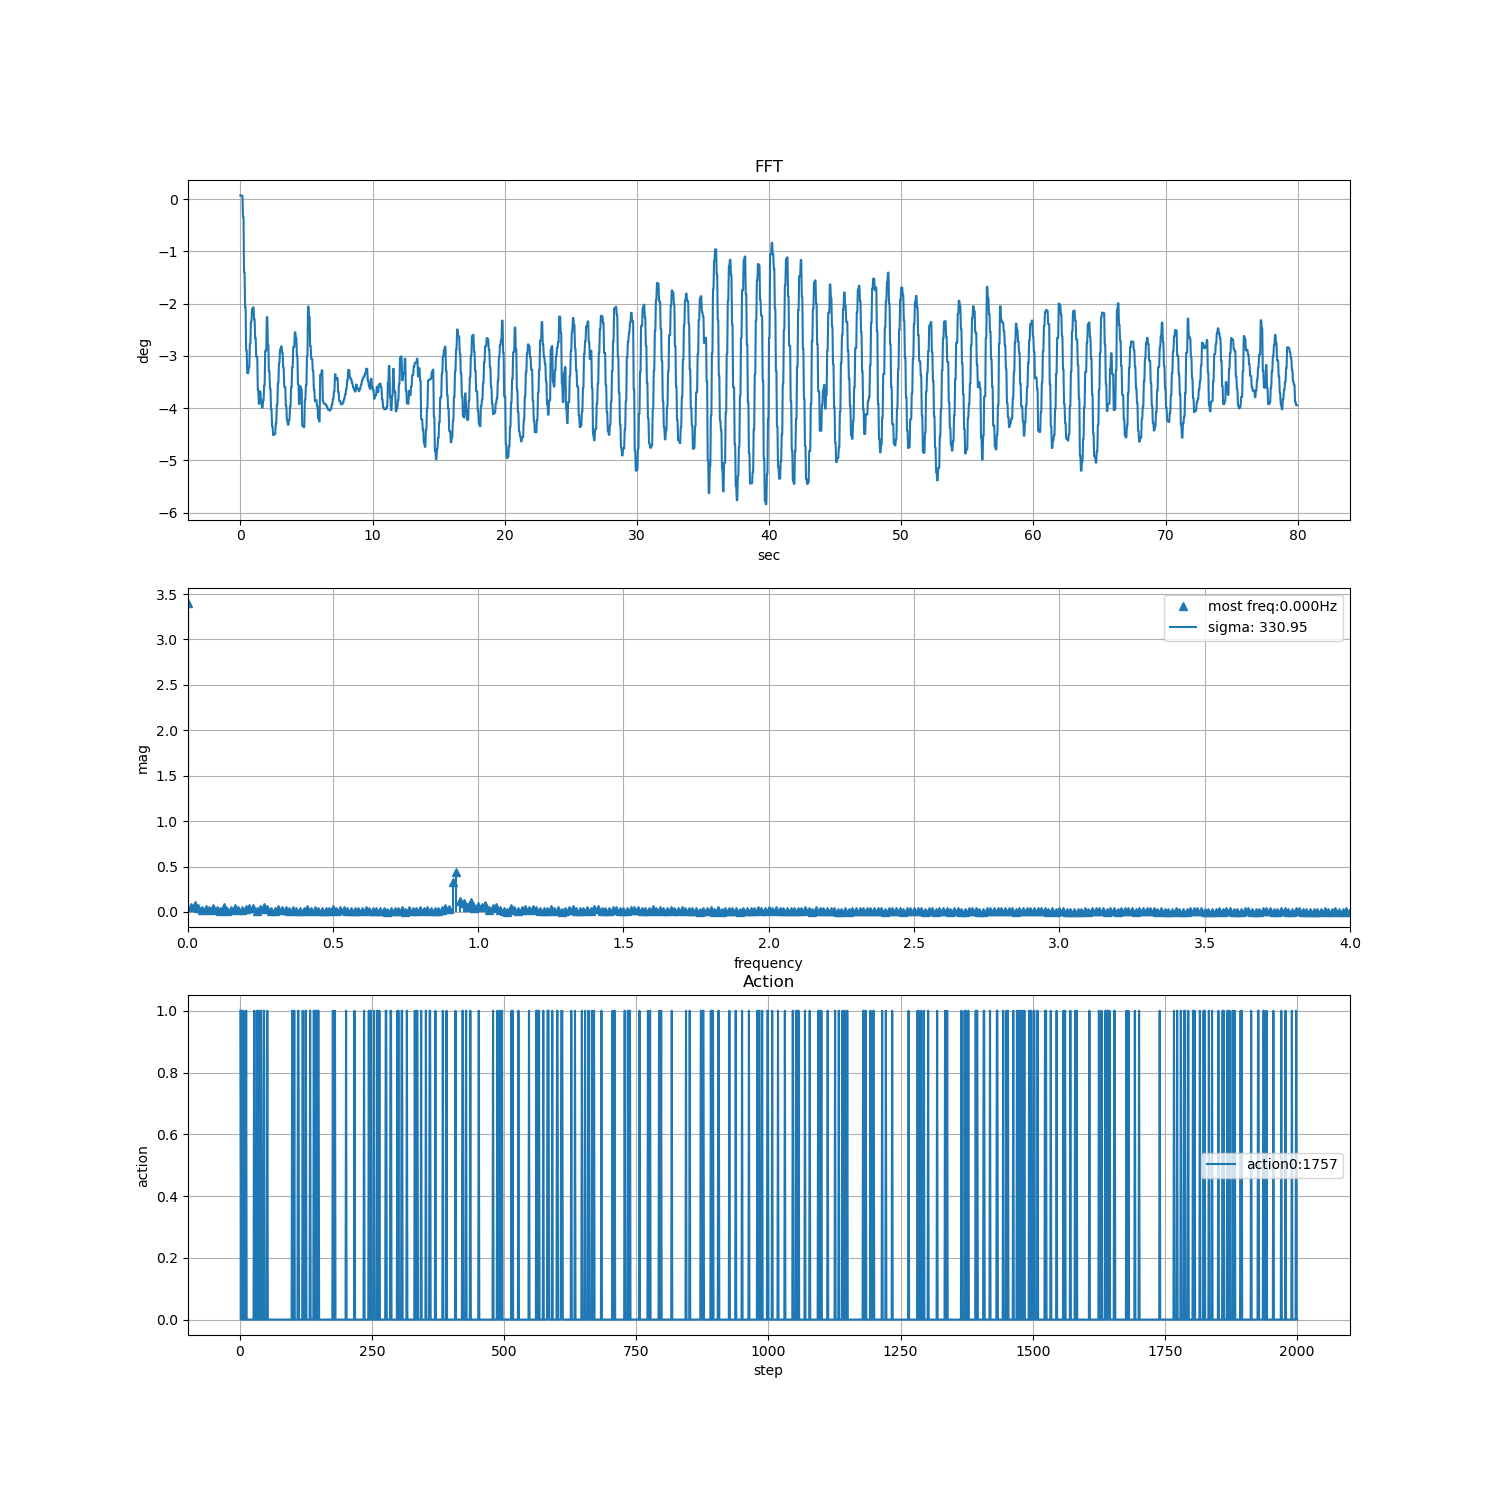 FFT
0
−1
−2
−3
−4
−5
−6
deg
0 10 20 30 40 50 60 70 80
sec
3.5
3.0
2.5
2.0
1.5
1.0
0.5
0.0
mag
most freq:0.000Hz
sigma: 330.95
0.0 0.5 1.0 1.5 2.0 2.5 3.0 3.5 4.0
frequency
Action
1.0
0.8
0.6
0.4
0.2
0.0
action
action0:1757
0 250 500 750 1000 1250 1500 1750 2000
step